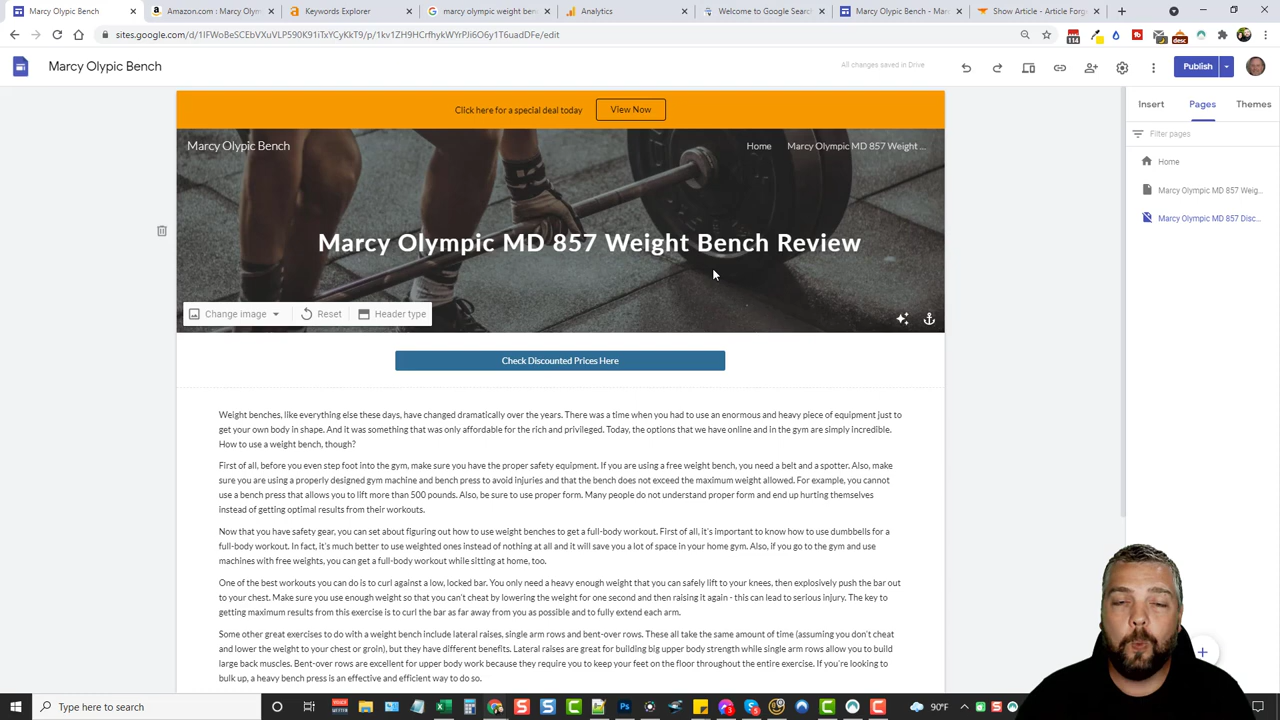 Marcy Olypic Bench
Amazon.com : Marcy Olympic
Keywords Explorer
marcy weight bench
Analytics
Welcome to Google Search
Marcy Olypic Bench - Marc
Show Article - Article Forge
sites.google.com/d/1IFWoBeSCEbVXuVLP590K91iTxYCyKkT9/p/1kv1ZH9HCrfhykWYrPJi6O6y1T6uadDFe/edit
Marcy Olypic Bench
All changes saved in Drive
Publish
Click here for a special deal today
View Now
Insert
Pages
Themes
Filter pages
Marcy Olypic Bench
Home
Marcy Olympic MD 857 Weight ...
Home
Marcy Olympic MD 857 Weig...
Marcy Olympic MD 857 Disc...
Marcy Olympic MD 857 Weight Bench Review
Change image
Reset
Header type
Check Discounted Prices Here
Weight benches, like everything else these days, have changed dramatically over the years. There was a time when you had to use an enormous and heavy piece of equipment just to
get your own body in shape. And it was something that was only affordable for the rich and privileged. Today, the options that we have online and in the gym are simply incredible.
How to use a weight bench, though?
First of all, before you even step foot into the gym, make sure you have the proper safety equipment. If you are using a free weight bench, you need a belt and a spotter. Also, make
sure you are using a properly designed gym machine and bench press to avoid injuries and that the bench does not exceed the maximum weight allowed. For example, you cannot
use a bench press that allows you to lift more than 500 pounds. Also, be sure to use proper form. Many people do not understand proper form and end up hurting themselves
instead of getting optimal results from their workouts.
Now that you have safety gear, you can set about figuring out how to use weight benches to get a full-body workout. First of all, it's important to know how to use dumbbells for a
full-body workout. In fact, it's much better to use weighted ones instead of nothing at all and it will save you a lot of space in your home gym. Also, if you go to the gym and use
machines with free weights, you can get a full-body workout while sitting at home, too.
One of the best workouts you can do is to curl against a low, locked bar. You only need a heavy enough weight that you can safely lift to your knees, then explosively push the bar out
to your chest. Make sure you use enough weight so that you can't cheat by lowering the weight for one second and then raising it again - this can lead to serious injury. The key to
getting maximum results from this exercise is to curl the bar as far away from you as possible and to fully extend each arm.
Some other great exercises to do with a weight bench include lateral raises, single arm rows and bent-over rows. These all take the same amount of time (assuming you don't cheat
and lower the weight to your chest or groin), but they have different benefits. Lateral raises are great for building big upper body strength while single arm rows allow you to build
large back muscles. Bent-over rows are excellent for upper body work because they require you to keep your feet on the floor throughout the entire exercise. If you're looking to
bulk up, a heavy bench press is an effective and efficient way to do so.
Type here to search
90°F